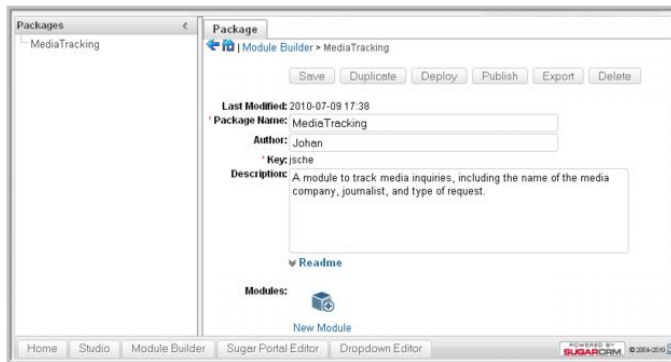 Packages
MediaTracking
Package
| Module Builder > MediaTracking
Save Duplicate Deploy Publish Export Delete
Last Modified: 2010-07-09 17:38
* Package Name: MediaTracking
Author: Johan
* Key: jsche
Description: A module to track media inquiries, including the name of the media
company, journalist, and type of request.
Readme
Modules:
New Module
Home Studio Module Builder Sugar Portal Editor Dropdown Editor
POWERED BY
SUGARCRM © 2004-2010